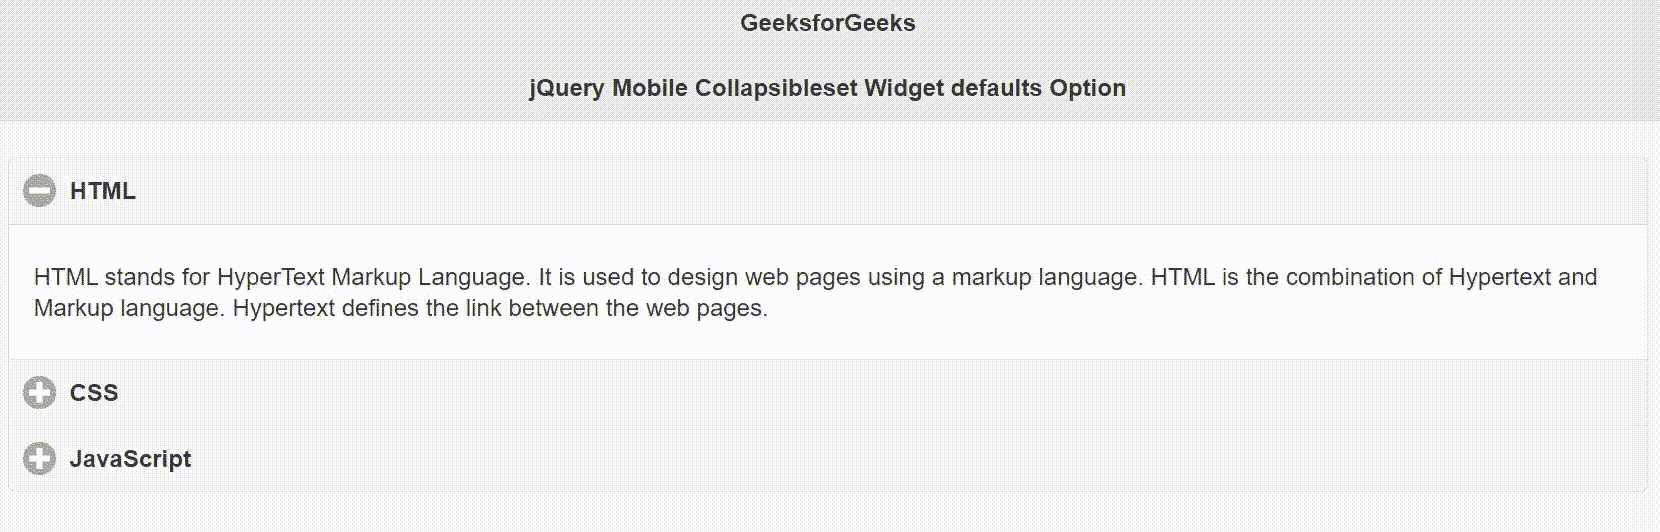 GeeksforGeeks
jQuery Mobile Collapsibleset Widget defaults Option
HTML
HTML stands for HyperText Markup Language. It is used to design web pages using a markup language. HTML is the combination of Hypertext and
Markup language. Hypertext defines the link between the web pages.
CSS
JavaScript